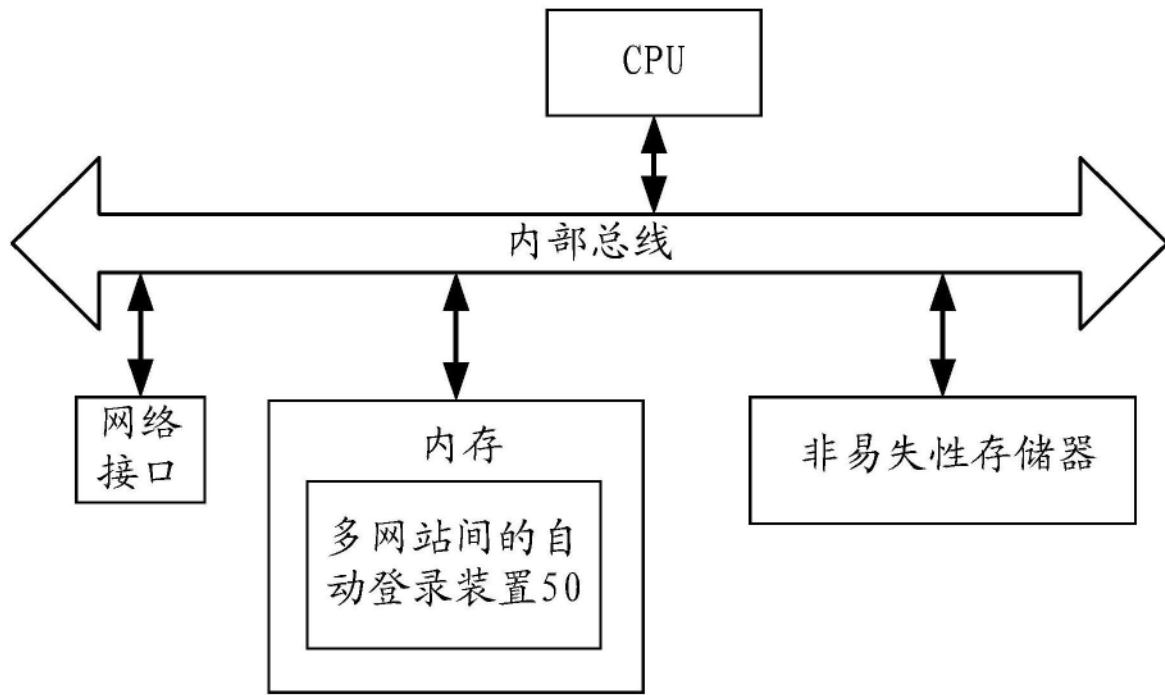 CPU
内部总线
网络
接口
内存
多网站间的自
动登录装置50
非易失性存储器